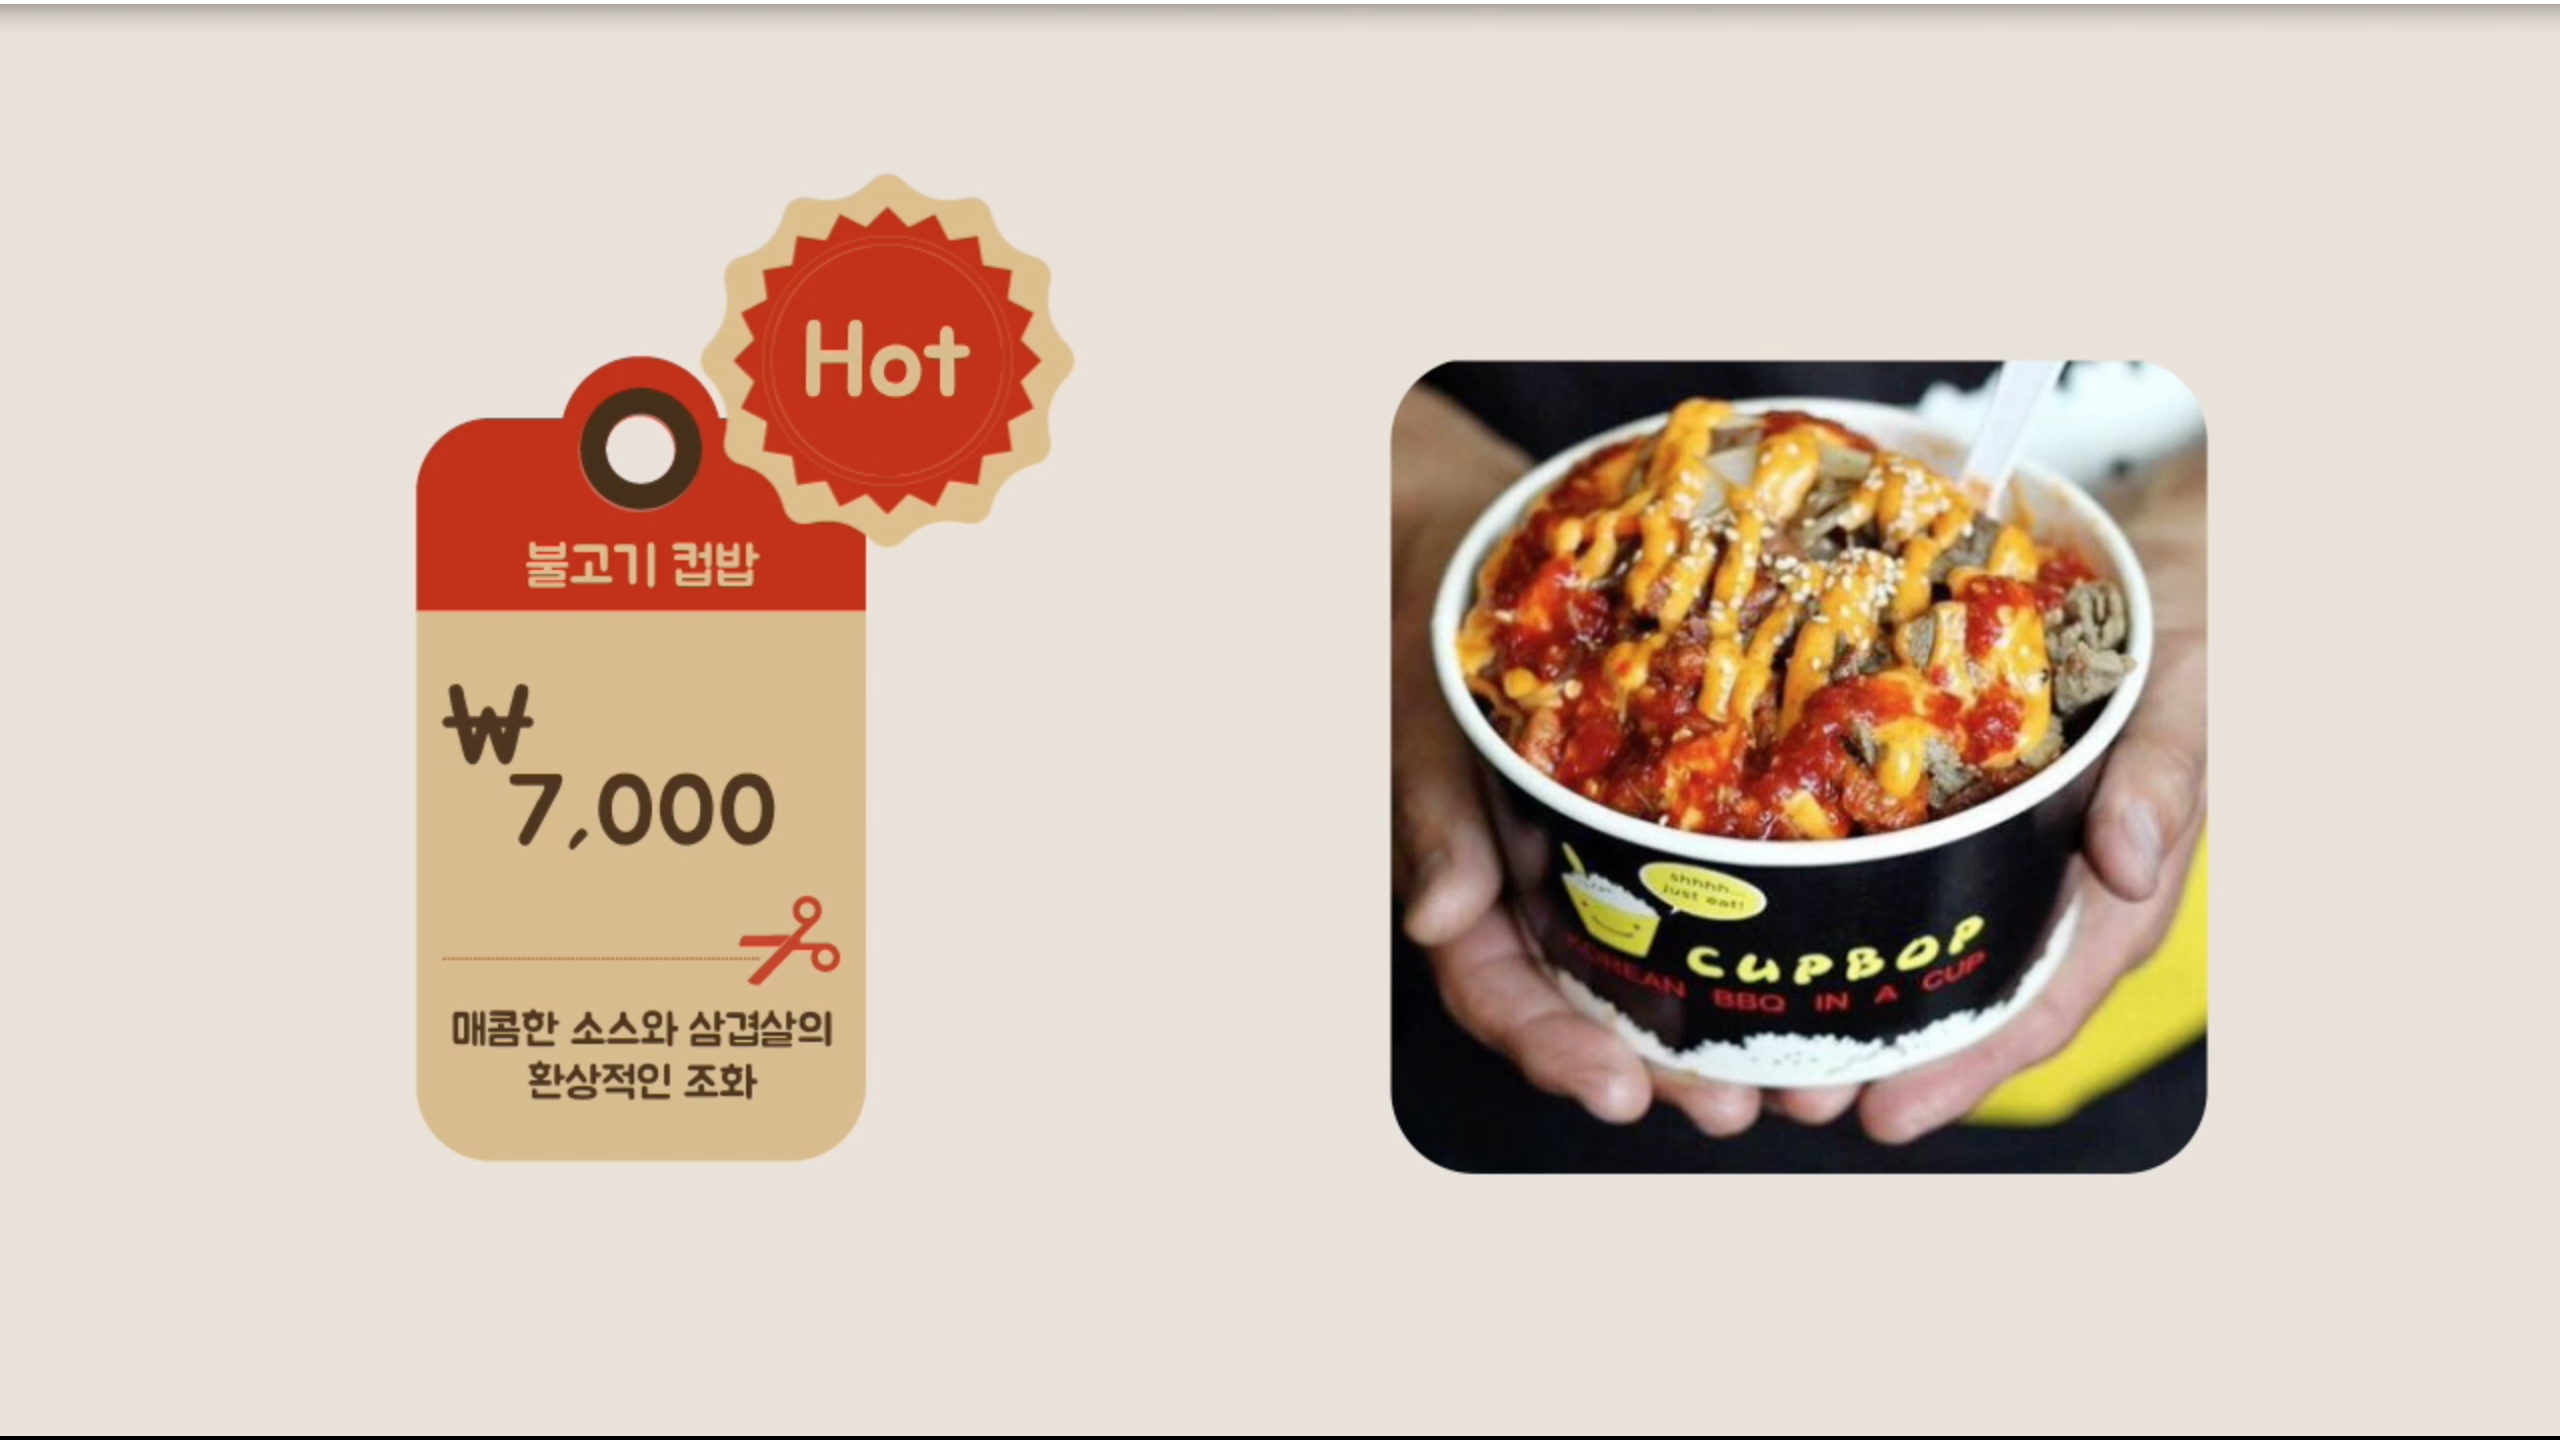 Hot
불고기 컵밥
₩
7,000
매콤한 소스와 삼겹살의
환상적인 조화
shhhh...
just eat!
CUPBOP
KOREAN BBQ IN A CUP